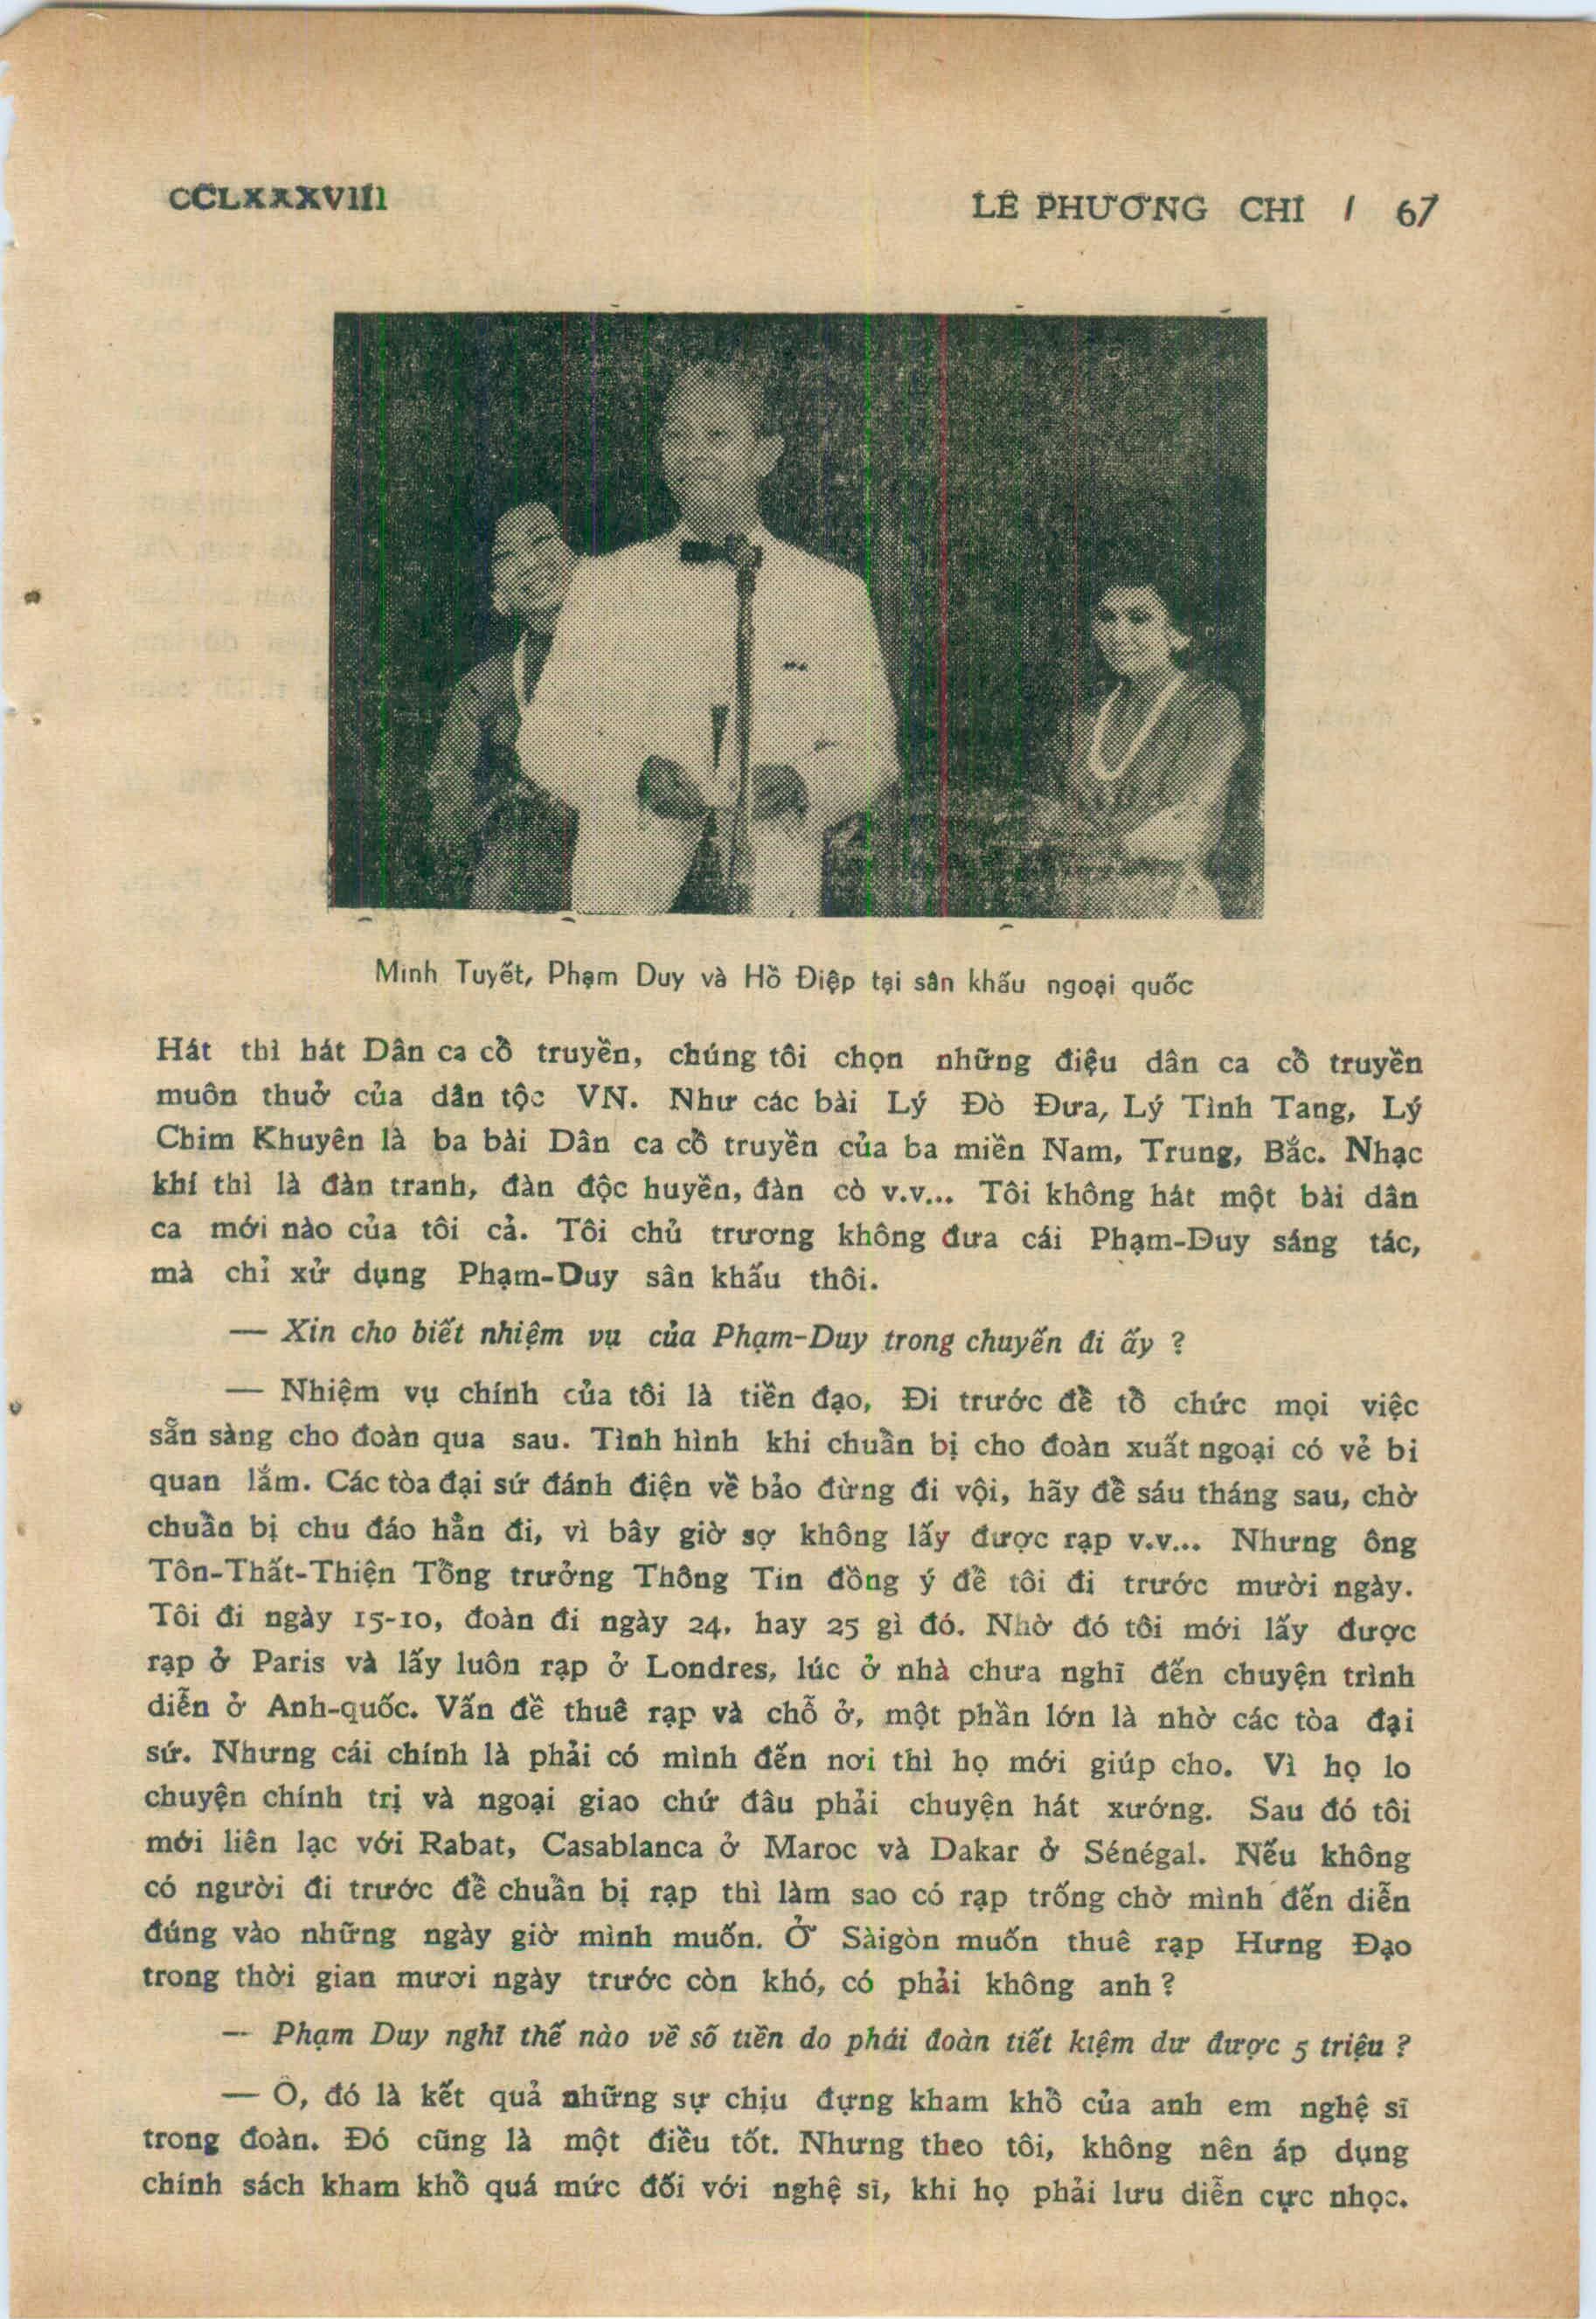 CCLXXXVIII
LÊ PHƯƠNG CHI / 67
Minh Tuyết, Phạm Duy và Hồ Điệp tại sân khấu ngoại quốc
Hát thì hát Dân ca cổ truyền, chúng tôi chọn những điệu dân ca cổ truyền
muôn thuở của dân tộc VN. Như các bài Lý Đò Đưa, Lý Tình Tang, Lý
Chim Khuyên là ba bài Dân ca cổ truyền của ba miền Nam, Trung, Bắc. Nhạc
khí thì là đàn tranh, đàn độc huyền, đàn cò v.v... Tôi không hát một bài dân
ca mới nào của tôi cả. Tôi chủ trương không đưa cái Phạm-Duy sáng tác,
mà chỉ xử dụng Phạm-Duy sân khấu thôi.
— Xin cho biết nhiệm vụ của Phạm-Duy trong chuyến đi ấy ?
— Nhiệm vụ chính của tôi là tiền đạo, Đi trước để tổ chức mọi việc
sẵn sàng cho đoàn qua sau. Tình hình khi chuẩn bị cho đoàn xuất ngoại có vẻ bi
quan lắm. Các tòa đại sứ đánh điện về bảo đừng đi vội, hãy để sáu tháng sau, chờ
chuẩn bị chu đáo hẳn đi, vì bây giờ sợ không lấy được rạp v.v... Nhưng ông
Tôn-Thất-Thiện Tổng trưởng Thông Tin đồng ý để tôi đi trước mười ngày.
Tôi đi ngày 15-10, đoàn đi ngày 24, hay 25 gì đó. Nhờ đó tôi mới lấy được
rạp ở Paris và lấy luôn rạp ở Londres, lúc ở nhà chưa nghĩ đến chuyện trình
diễn ở Anh-quốc. Vấn đề thuê rạp và chỗ ở, một phần lớn là nhờ các tòa đại
sứ. Nhưng cái chính là phải có mình đến nơi thì họ mới giúp cho. Vì họ lo
chuyện chính trị và ngoại giao chứ đâu phải chuyện hát xướng. Sau đó tôi
mới liên lạc với Rabat, Casablanca ở Maroc và Dakar ở Sénégal. Nếu không
có người đi trước để chuẩn bị rạp thì làm sao có rạp trống chờ mình đến diễn
đúng vào những ngày giờ mình muốn. Ở Sàigòn muốn thuê rạp Hưng Đạo
trong thời gian mươi ngày trước còn khó, có phải không anh ?
— Phạm Duy nghĩ thế nào về số tiền do phái đoàn tiết kiệm dư được 5 triệu ?
— Ồ, đó là kết quả những sự chịu đựng kham khổ của anh em nghệ sĩ
trong đoàn. Đó cũng là một điều tốt. Nhưng theo tôi, không nên áp dụng
chính sách kham khổ quá mức đối với nghệ sĩ, khi họ phải lưu diễn cực nhọc.